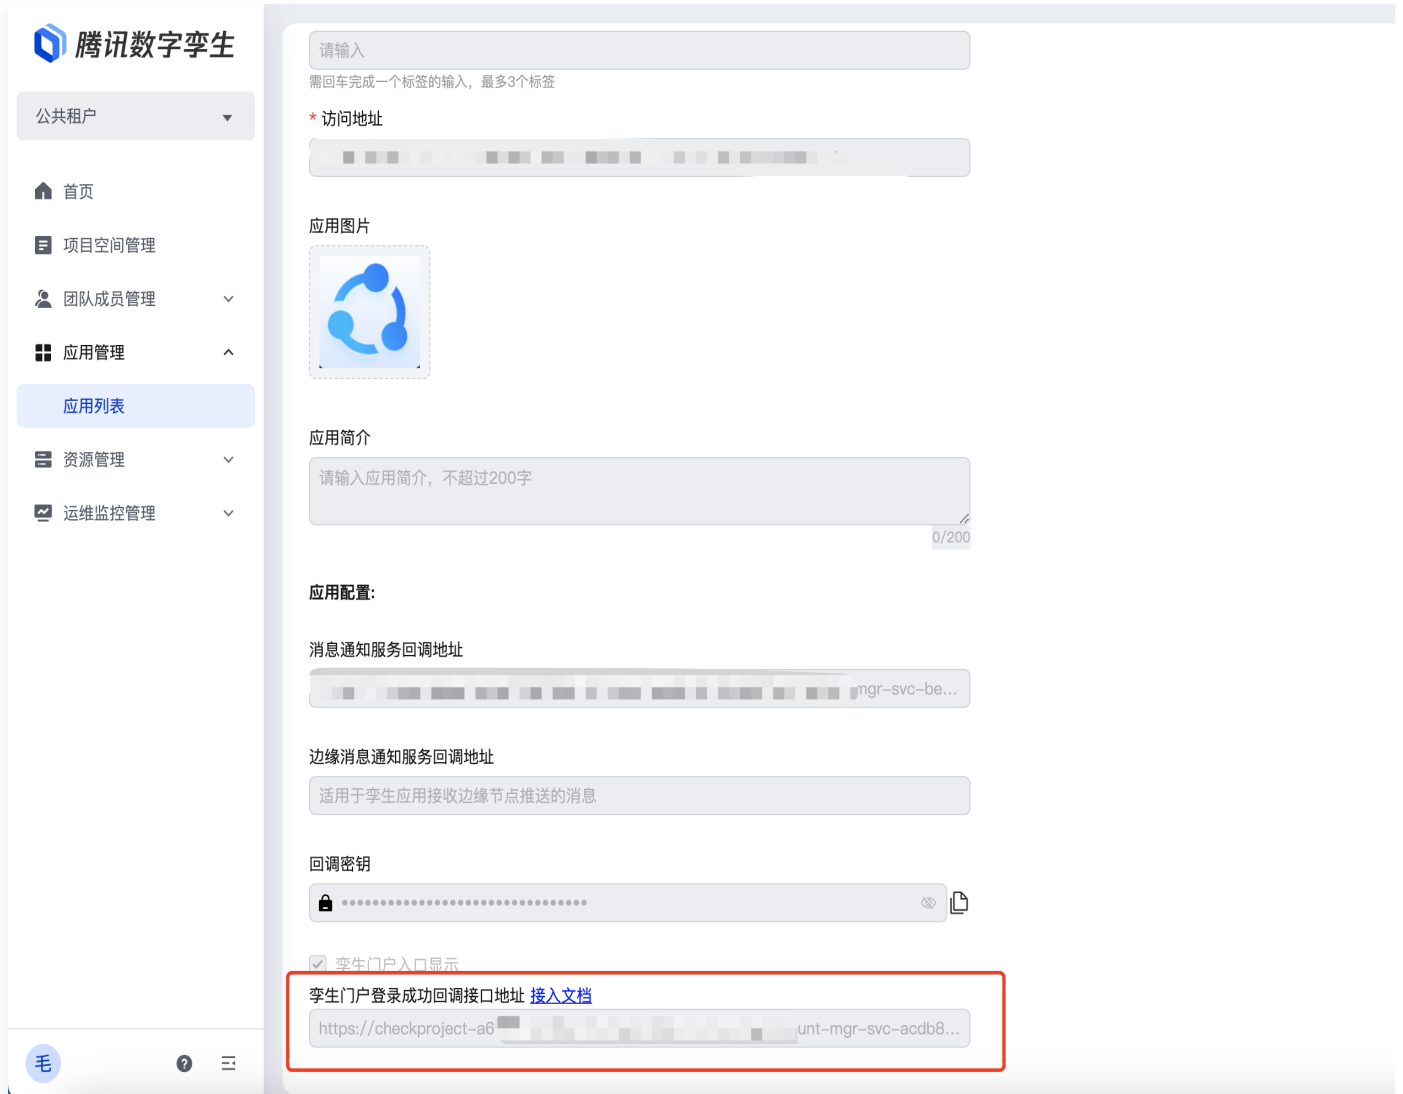 腾讯数字孪生
公共租户
首页
项目空间管理
团队成员管理
应用管理
应用列表
资源管理
运维监控管理
毛
请输入
需回车完成一个标签的输入，最多3个标签
* 访问地址
应用图片
应用简介
请输入应用简介，不超过200字
0/200
应用配置:
消息通知服务回调地址
mgr-svc-be...
边缘消息通知服务回调地址
适用于孪生应用接收边缘节点推送的消息
回调密钥
孪生门户入口显示
孪生门户登录成功回调接口地址 接入文档
https://checkproject-a6 unt-mgr-svc-acdb8...